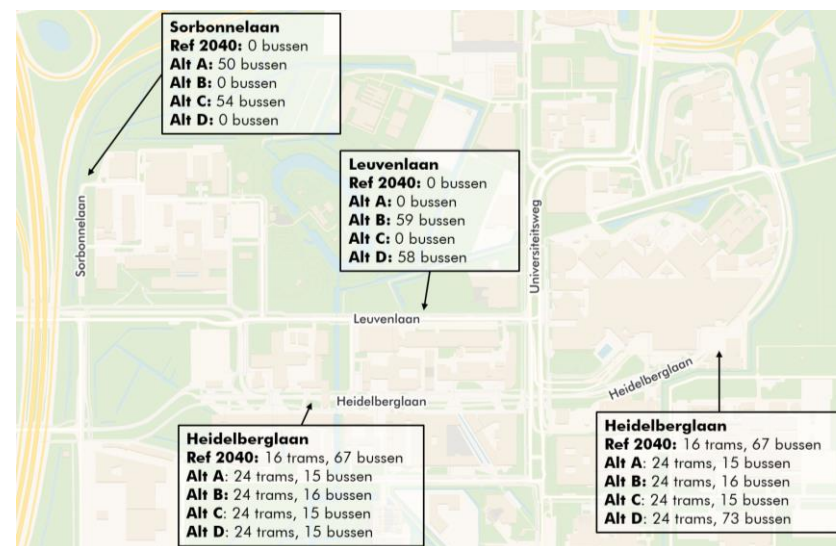 Sorbonnelaan
Ref 2040: 0 bussen
Alt A: 50 bussen
Alt B: 0 bussen
Alt C: 54 bussen
Alt D: 0 bussen
Leuvenlaan
Ref 2040: 0 bussen
Alt A: 0 bussen
Alt B: 59 bussen
Alt C: 0 bussen
Alt D: 58 bussen
Sorbonnelaan
Universiteitsweg
Leuvenlaan
Heidelberglaan
Heidelberglaan
Heidelberglaan
Ref 2040: 16 trams, 67 bussen
Alt A: 24 trams, 15 bussen
Alt B: 24 trams, 16 bussen
Alt C: 24 trams, 15 bussen
Alt D: 24 trams, 15 bussen
Heidelberglaan
Ref 2040: 16 trams, 67 bussen
Alt A: 24 trams, 15 bussen
Alt B: 24 trams, 16 bussen
Alt C: 24 trams, 15 bussen
Alt D: 24 trams, 73 bussen